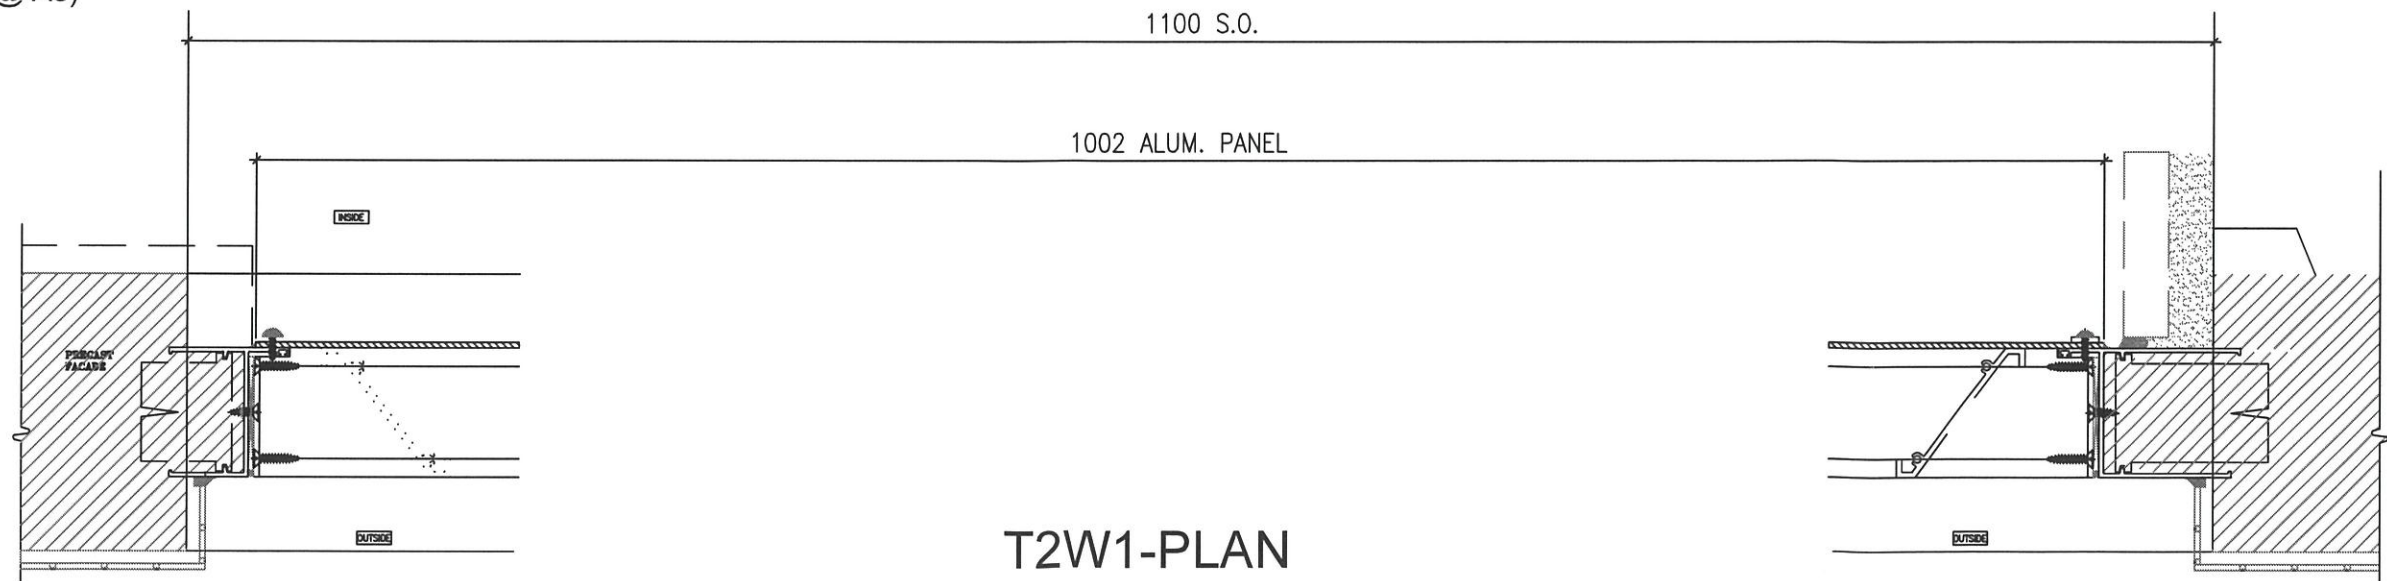 1100 S.O.
1002 ALUM. PANEL
INSIDE
PRECAST
FACADE
OUTSIDE
OUTSIDE
T2W1-PLAN